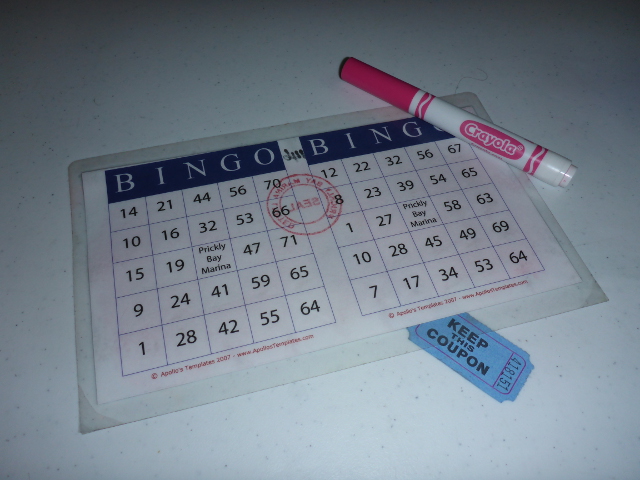 Crayola
B I N G O
14 21 44 56 70
10 16 32 53 66
15 19 Prickly Bay Marina 47 71
9 24 41 59 65
1 28 42 55 64
© Apollo's Templates 2007 - www.ApollosTemplates.com
B I N G
12 22 32 56 67
8 23 39 54 65
1 27 Prickly Bay Marina 58 63
10 28 45 49 69
7 17 34 53 64
© Apollo's Templates 2007 - www.ApollosTemplates.com
SEAL
KEEP
THIS
COUPON